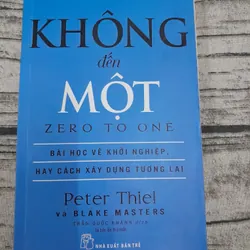 KHÔNG
đến
MỘT
ZERO TO ONE
BÀI HỌC VỀ KHỞI NGHIỆP,
HAY CÁCH XÂY DỰNG TƯƠNG LAI
Peter Thiel
và BLAKE MASTERS
NHÀ XUẤT BẢN TRẺ